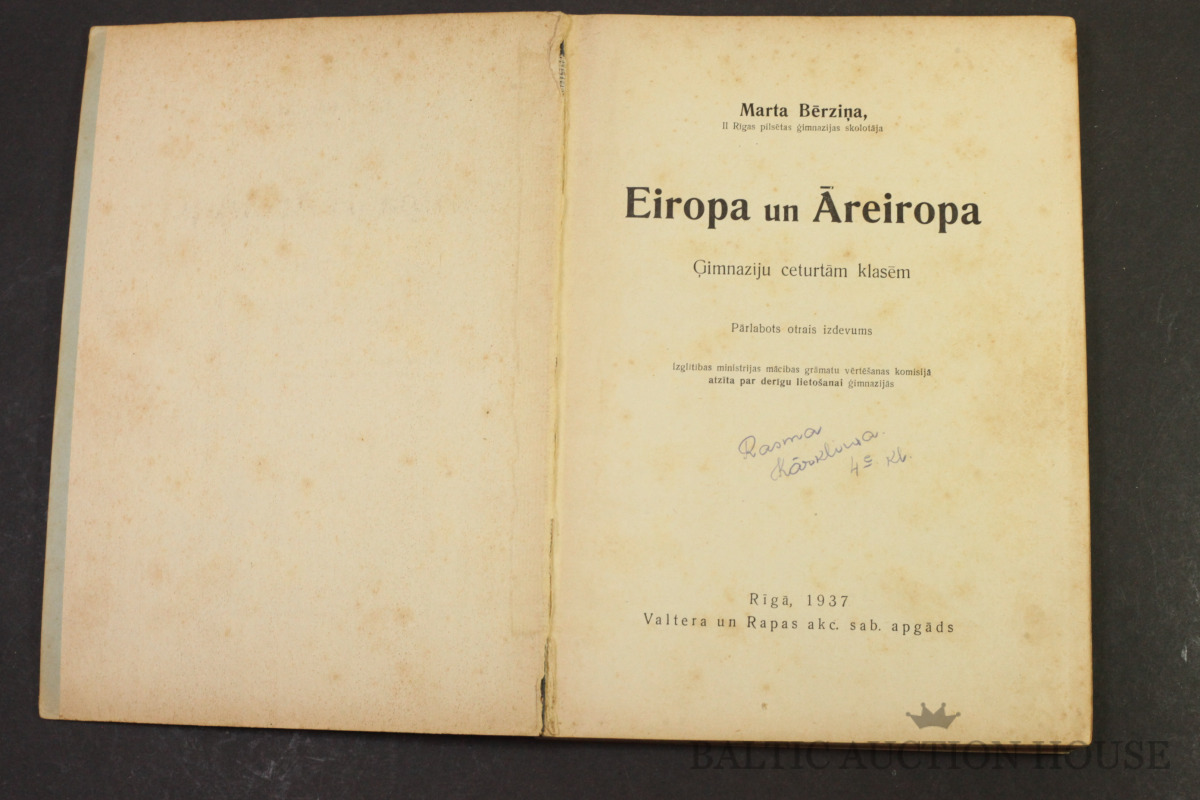 Marta Bērziņa,
II Rīgas pilsētas ģimnazijas skolotāja
Eiropa un Āreiropa
Ģimnaziju ceturtām klasēm
Pārlabots otrais izdevums
Izglītības ministrijas mācības grāmatu vērtēšanas komisijā
atzīta par derīgu lietošanai ģimnazijās
Rasma
Kārkliņa.
4 kl.
Rīgā, 1937
Valtera un Rapas akc. sab. apgāds
BALTIC AUCTION HOUSE